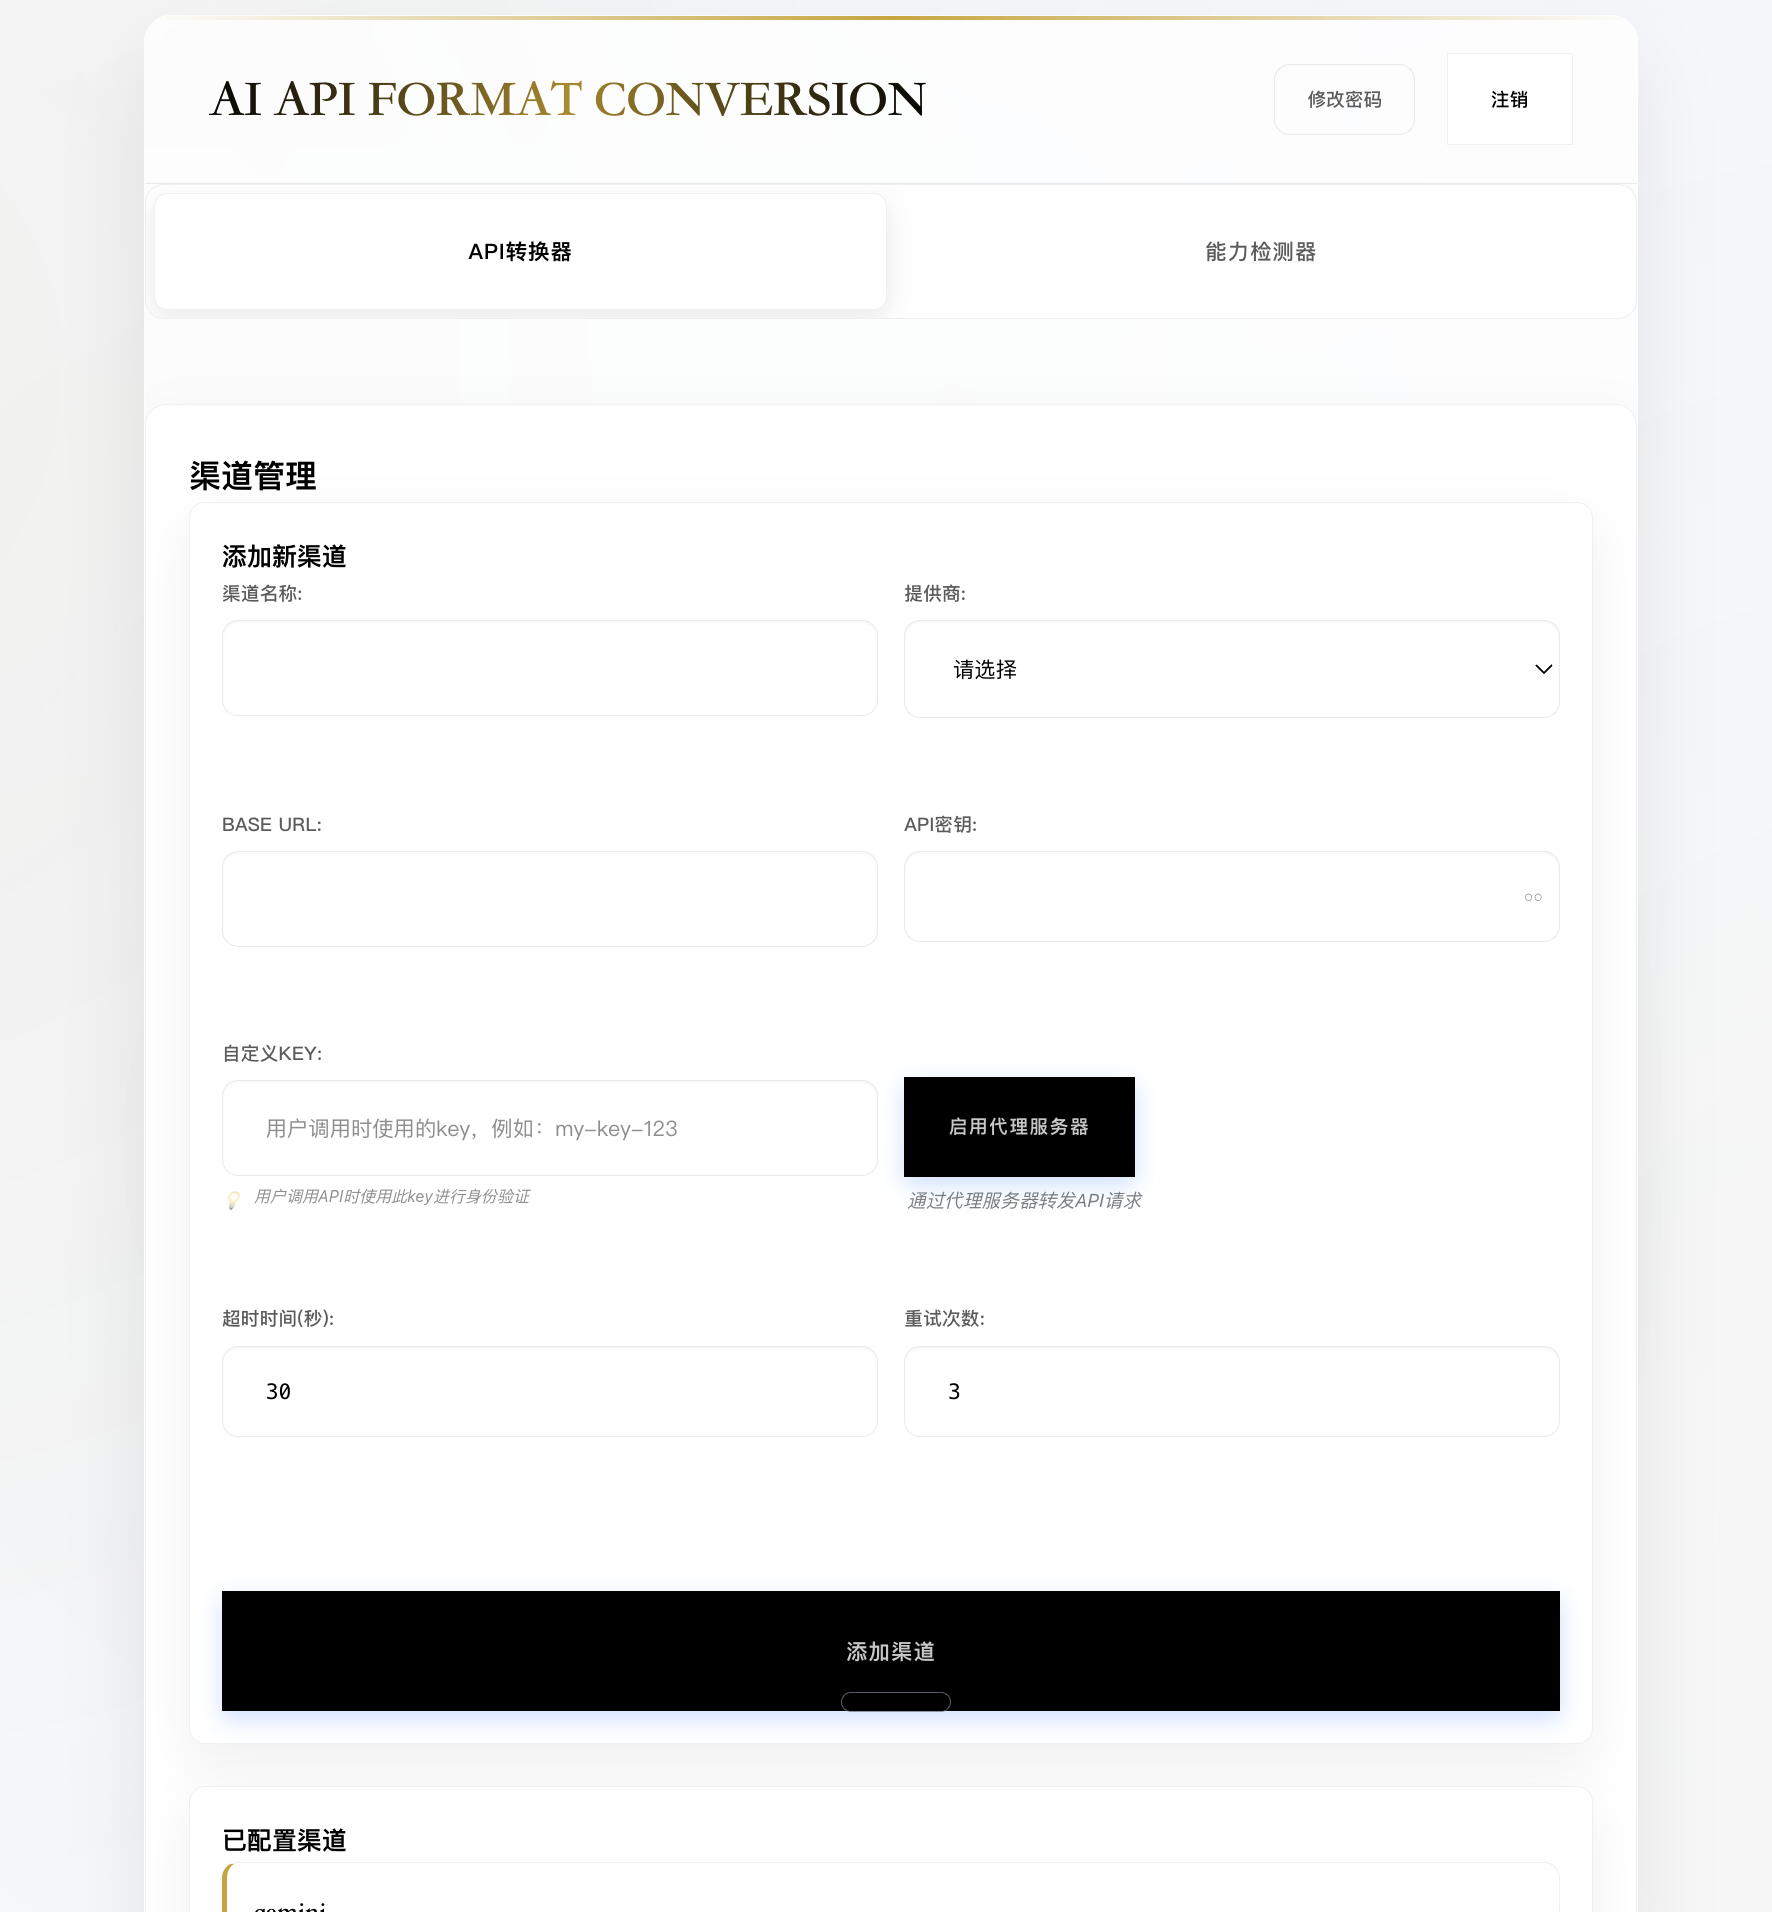 AI API FORMAT CONVERSION
修改密码
注销
API转换器
能力检测器
渠道管理
添加新渠道
渠道名称:
提供商:
请选择
BASE URL:
API密钥:
自定义KEY:
用户调用时使用的key，例如：my-key-123
启用代理服务器
用户调用API时使用此key进行身份验证
通过代理服务器转发API请求
超时时间(秒):
重试次数:
30
3
添加渠道
已配置渠道
gemini